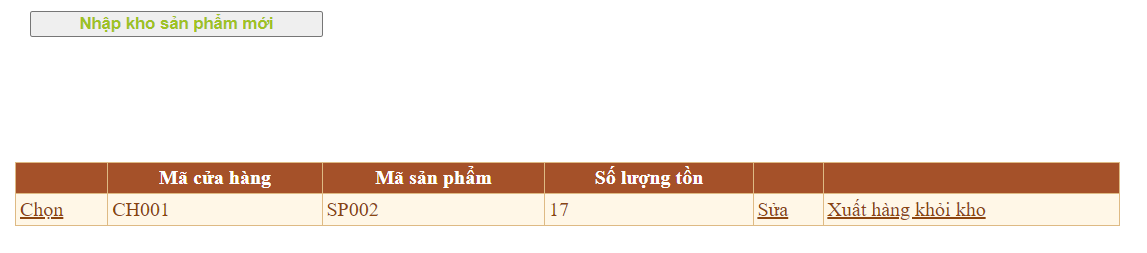 Nhập kho sản phẩm mới
Mã cửa hàng Mã sản phẩm Số lượng tồn
Chọn CH001 SP002 17 Sửa Xuất hàng khỏi kho